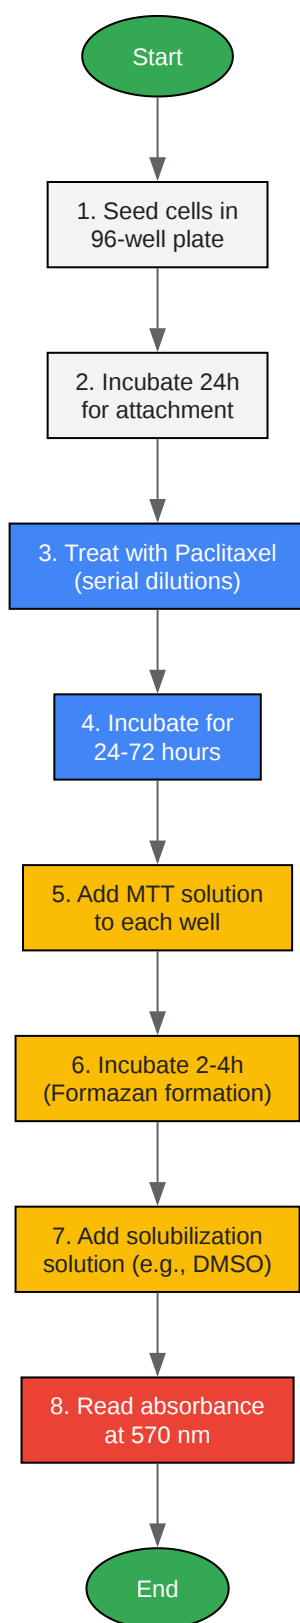 Start
1. Seed cells in
96-well plate
2. Incubate 24h
for attachment
3. Treat with Paclitaxel
(serial dilutions)
4. Incubate for
24-72 hours
5. Add MTT solution
to each well
6. Incubate 2-4h
(Formazan formation)
7. Add solubilization
solution (e.g., DMSO)
8. Read absorbance
at 570 nm
End